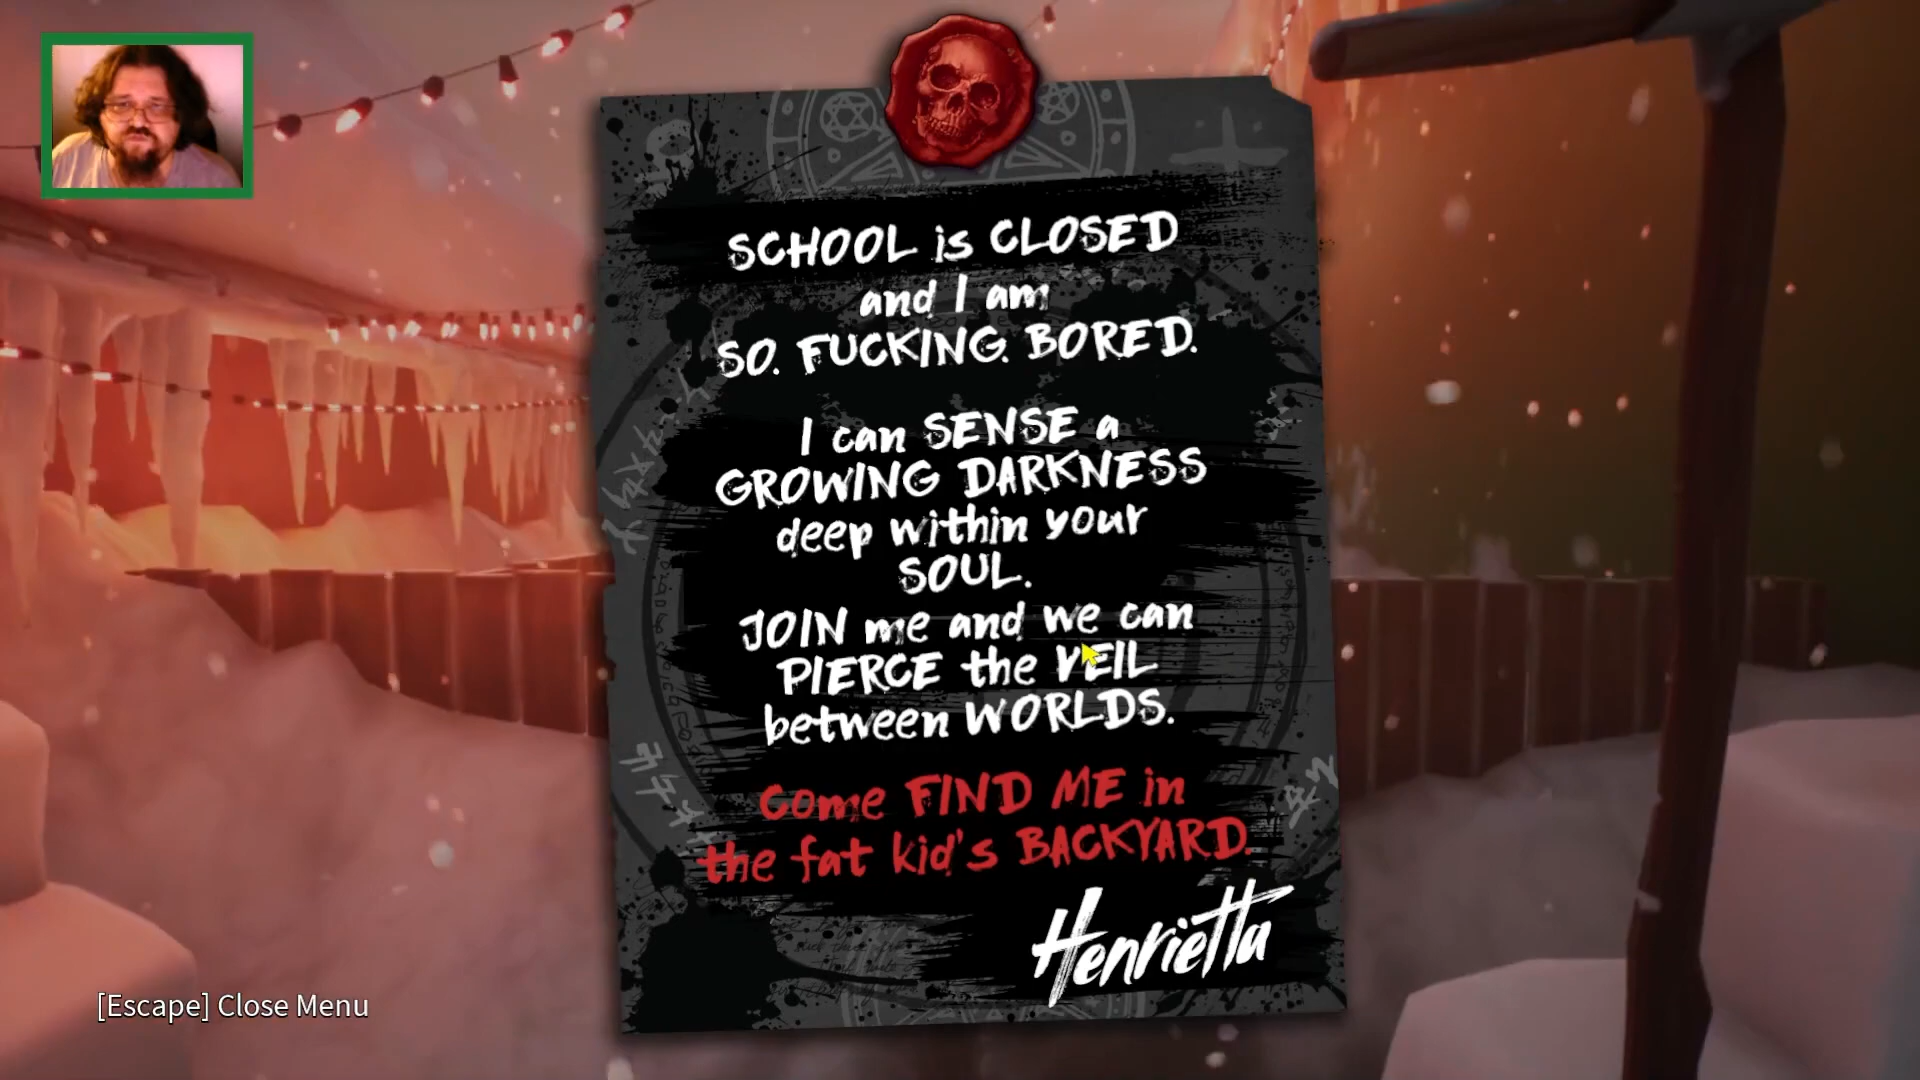 SCHOOL is CLOSED
and I am
SO. FUCKING. BORED.
I can SENSE a
GROWING DARKNESS
deep within your
SOUL.
JOIN me and we can
PIERCE the VEIL
between WORLDS.
Come FIND ME in
the fat kid's BACKYARD.
Henrietta
[Escape] Close Menu